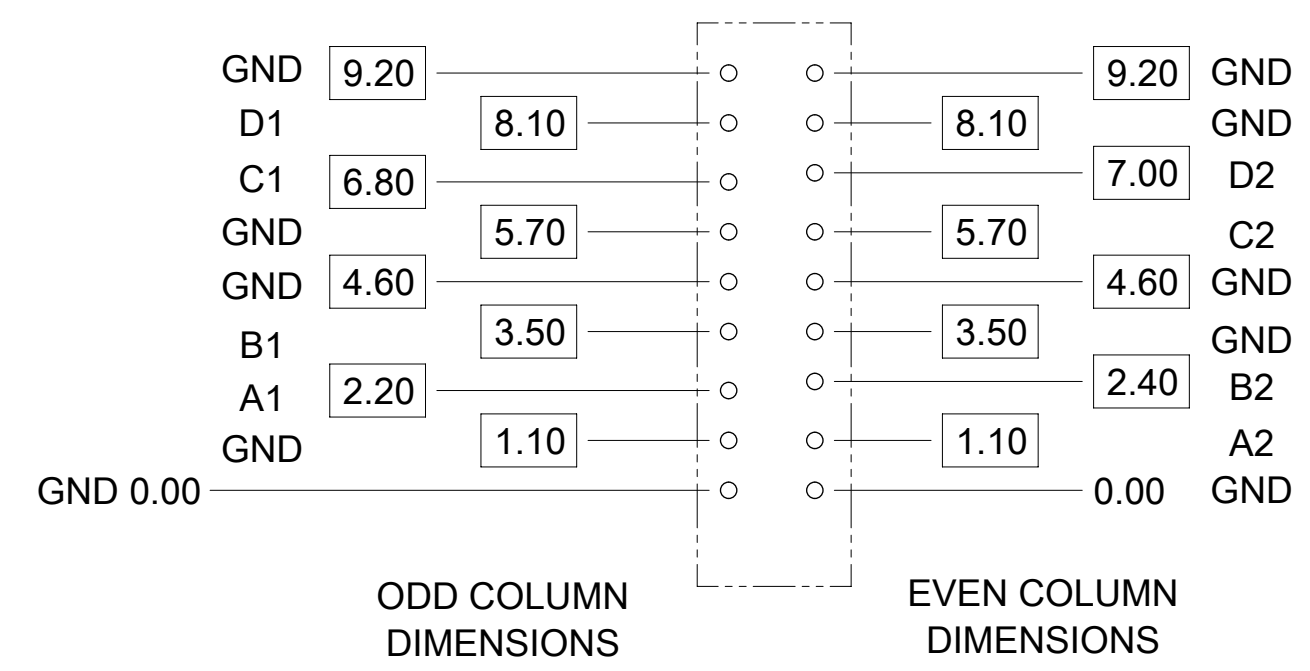 GND 9.20 9.20 GND
D1 8.10 8.10 GND
C1 6.80 7.00 D2
GND 5.70 5.70 C2
GND 4.60 4.60 GND
B1 3.50 3.50 GND
A1 2.20 2.40 B2
GND 1.10 1.10 A2
GND 0.00 0.00 GND
ODD COLUMN
DIMENSIONS
EVEN COLUMN
DIMENSIONS